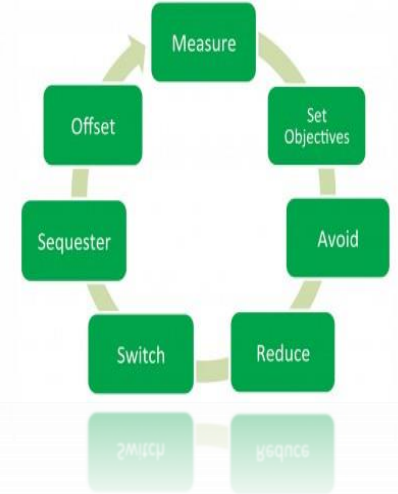 Measure
Set
Objectives
Avoid
Reduce
Switch
Sequester
Offset